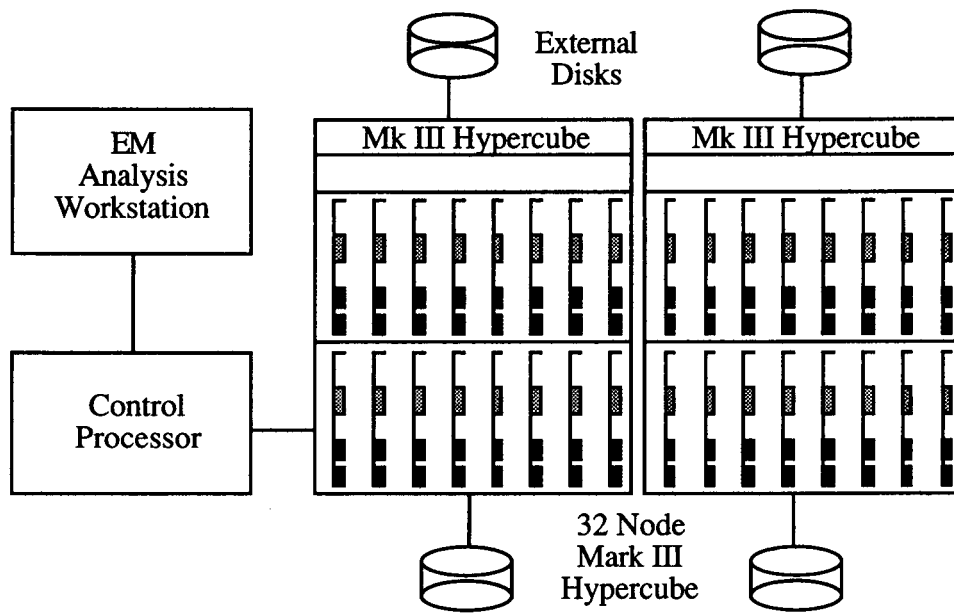 External
Disks
EM
Analysis
Workstation
Mk III Hypercube
Mk III Hypercube
Control
Processor
32 Node
Mark III
Hypercube